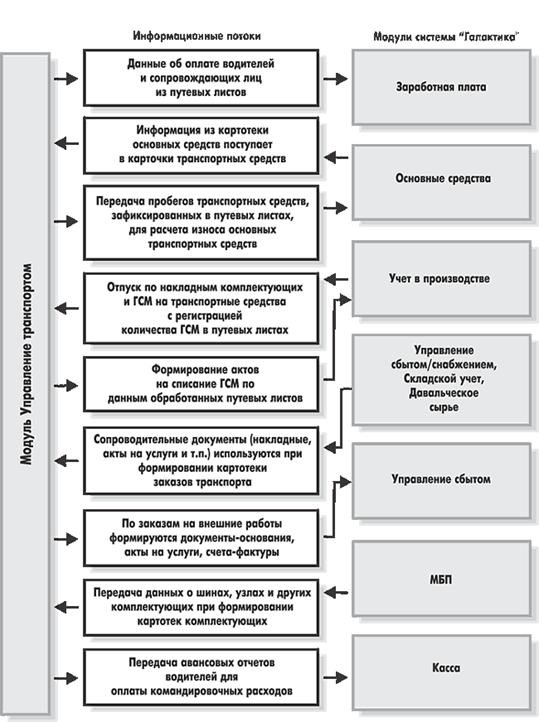 Информационные потоки
Модули системы "Галактика"
Модуль Управление транспортом
Данные об оплате водителей
и сопровождающих лиц
из путевых листов
Заработная плата
Информация из картотеки
основных средств поступает
в карточки транспортных средств
Основные средства
Передача пробегов транспортных средств,
зафиксированных в путевых листах,
для расчета износа основных
транспортных средств
Отпуск по накладным комплектующих
и ГСМ на транспортные средства
с регистрацией
количества ГСМ в путевых листах
Учет в производстве
Формирование актов
на списание ГСМ по
данным обработанных путевых листов
Управление
сбытом/снабжением,
Складской учет,
Давальческое
сырье
Сопроводительные документы (накладные,
акты на услуги и т.п.) используются при
формировании картотеки
заказов транспорта
Управление сбытом
По заказам на внешние работы
формируются документы-основания,
акты на услуги, счета-фактуры
МБП
Передача данных о шинах, узлах и других
комплектующих при формировании
картотек комплектующих
Передача авансовых отчетов
водителей для
оплаты командировочных расходов
Касса